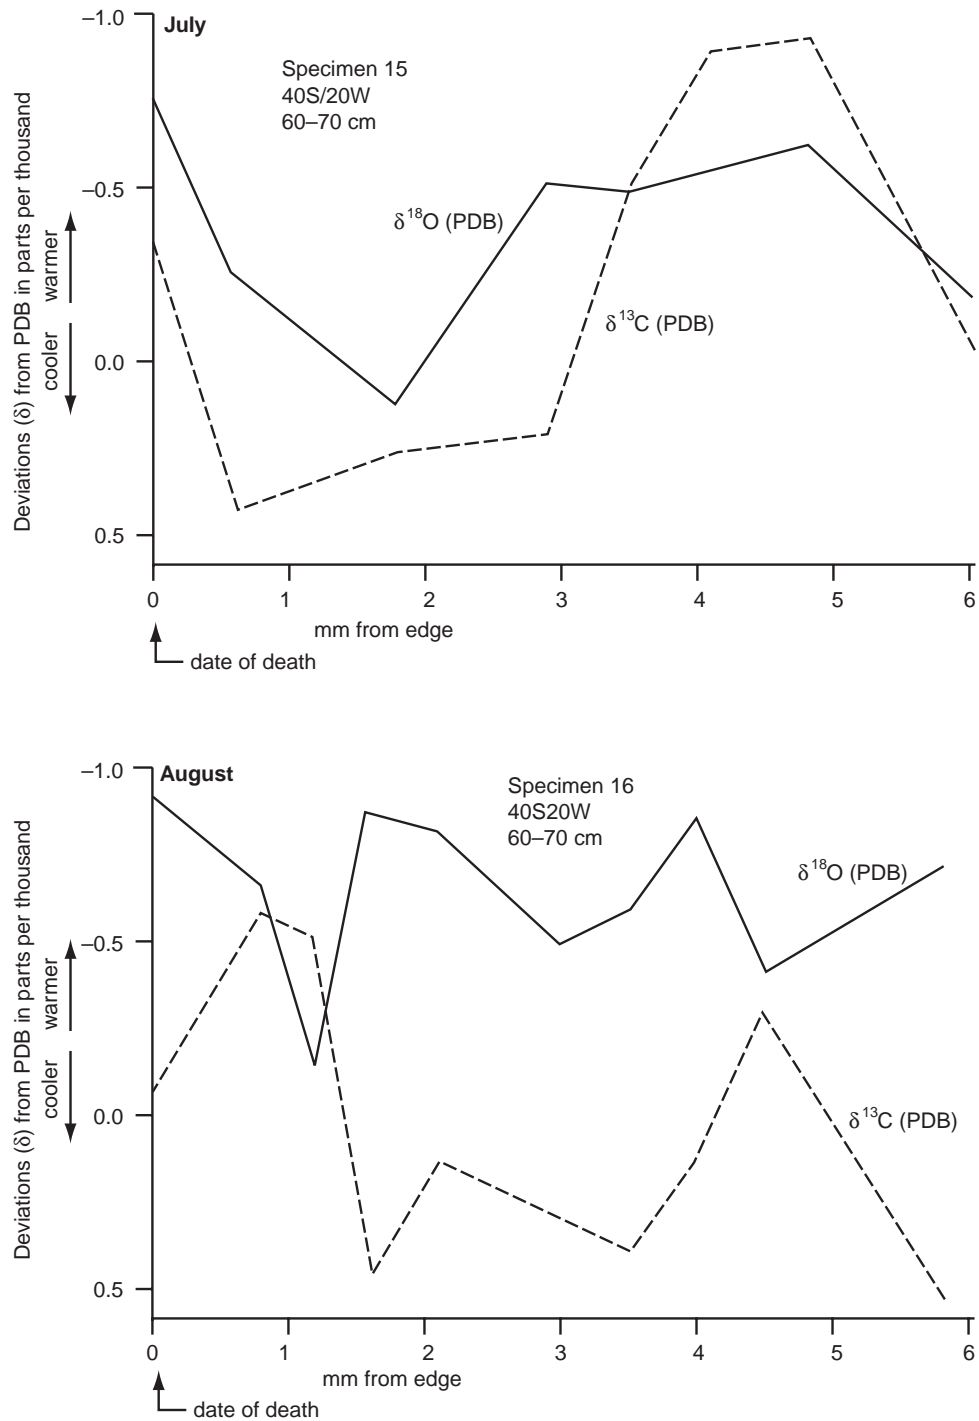 –1.0
July
Specimen 15
40S/20W
60–70 cm
–0.5
δ¹⁸O (PDB)
δ¹³C (PDB)
0.0
0.5
Deviations (δ) from PDB in parts per thousand
cooler warmer
0 1 2 3 4 5 6
mm from edge
date of death
–1.0
August
Specimen 16
40S20W
60–70 cm
δ¹⁸O (PDB)
–0.5
0.0
δ¹³C (PDB)
0.5
Deviations (δ) from PDB in parts per thousand
cooler warmer
0 1 2 3 4 5 6
mm from edge
date of death